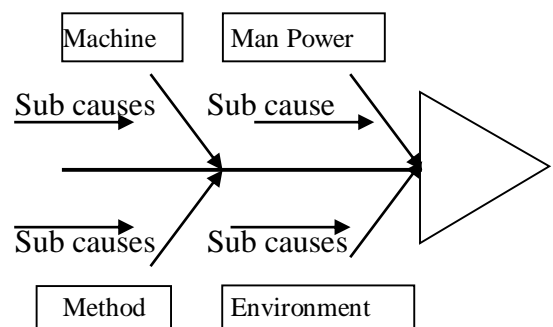 Machine
Man Power
Sub causes
Sub cause
Sub causes
Sub causes
Method
Environment